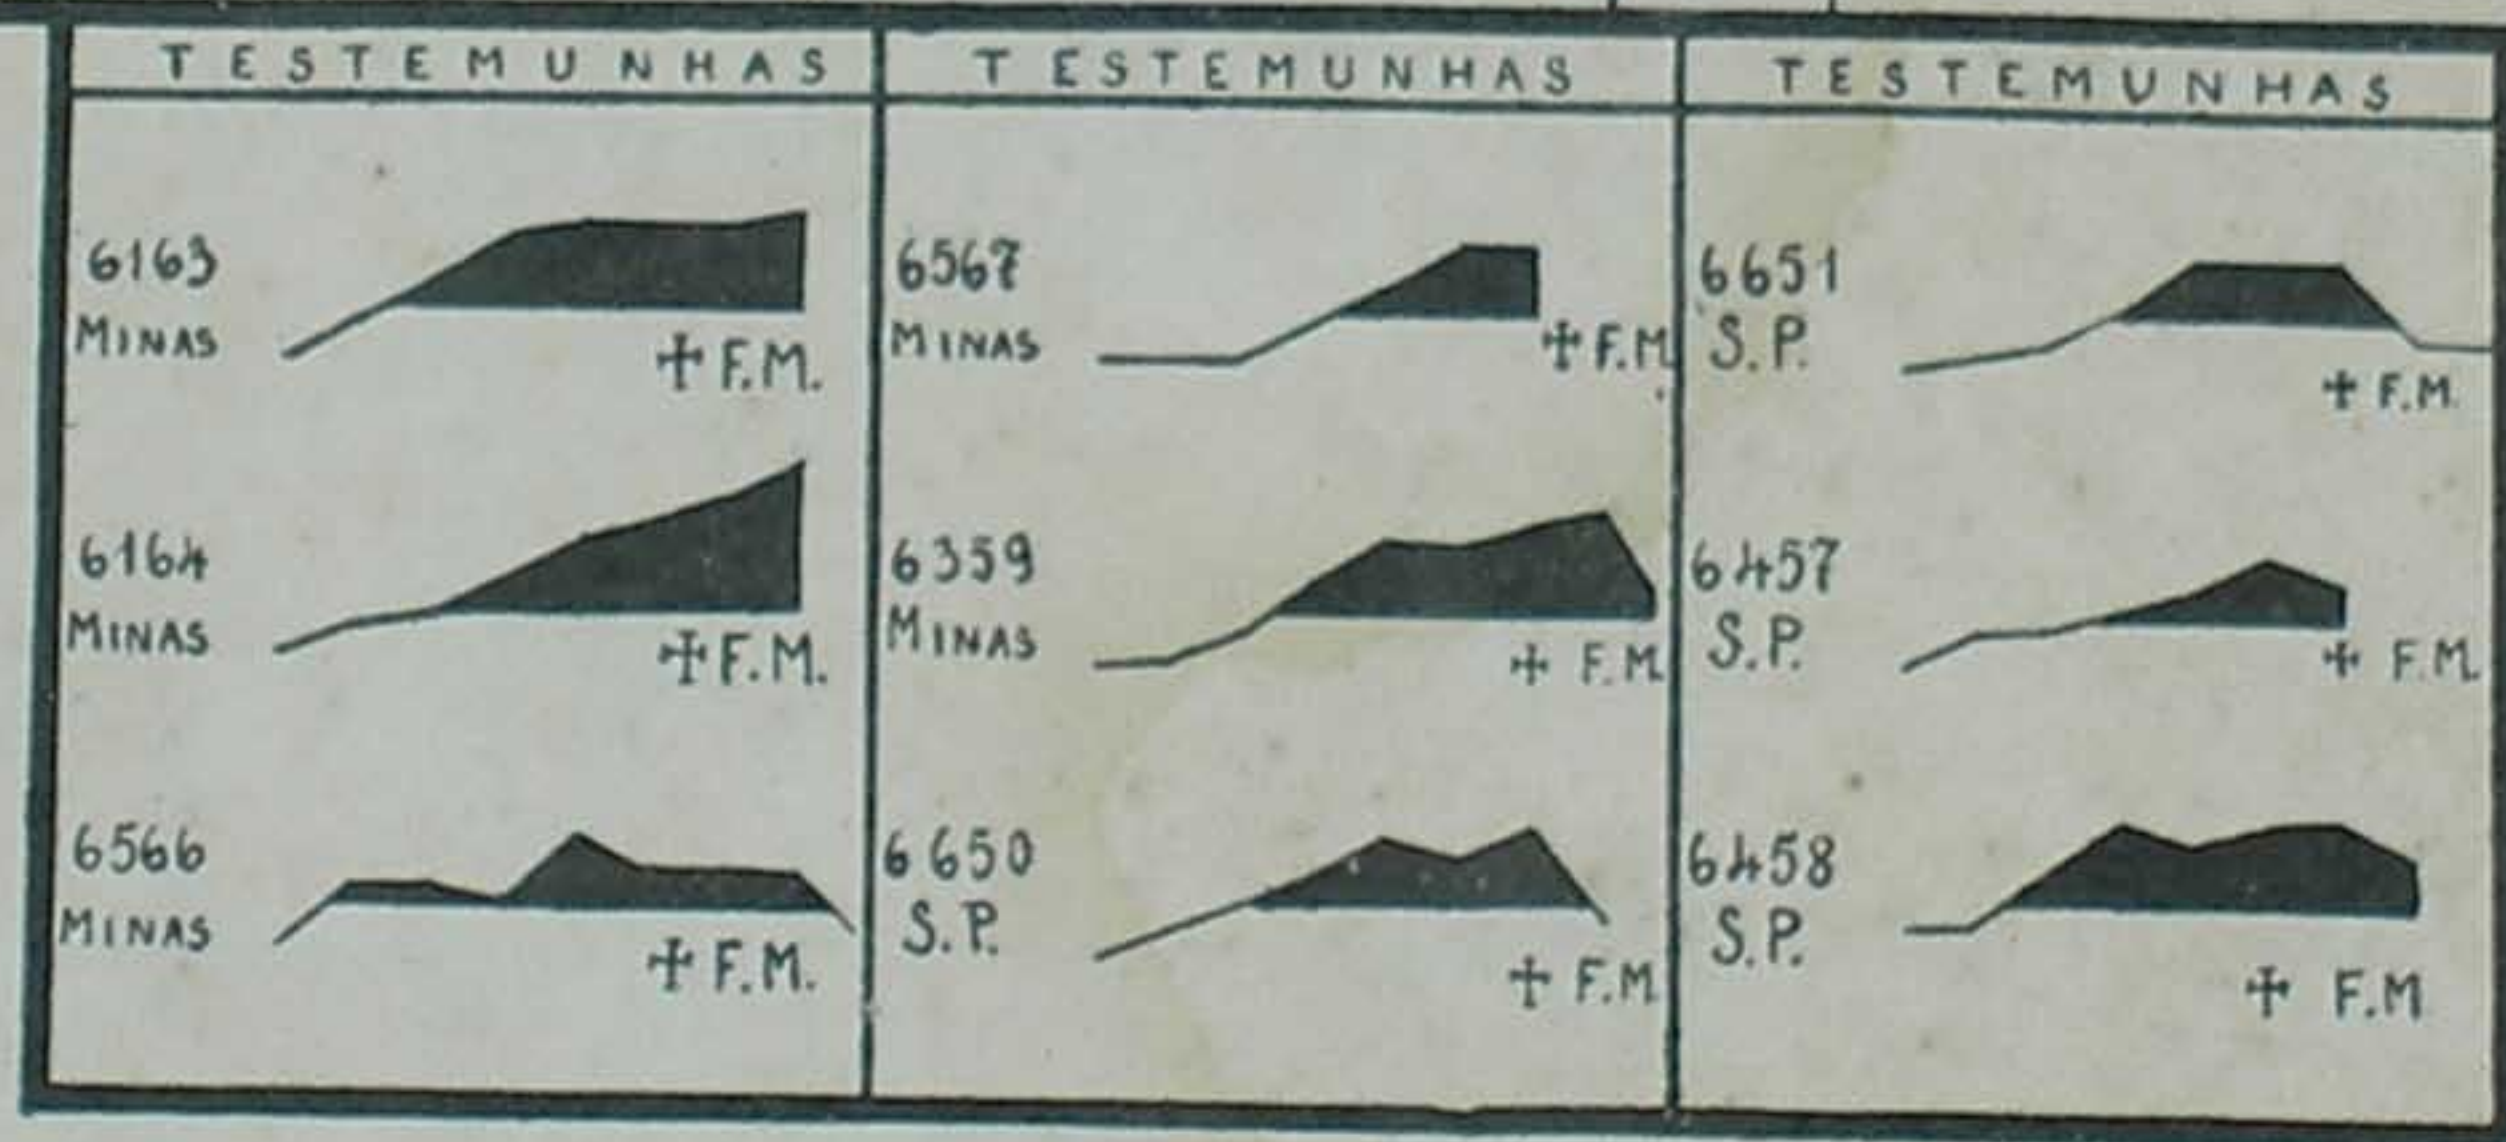 TESTEMUNHAS
6163
MINAS
✝ F.M.
6164
MINAS
✝ F.M.
6566
MINAS
✝ F.M.
TESTEMUNHAS
6567
MINAS
✝ F.M.
6359
MINAS
✝ F.M.
6650
S.P.
✝ F.M
TESTEMUNHAS
6651
S.P.
✝ F.M.
6457
S.P.
✝ F.M.
6458
S.P.
✝ F.M